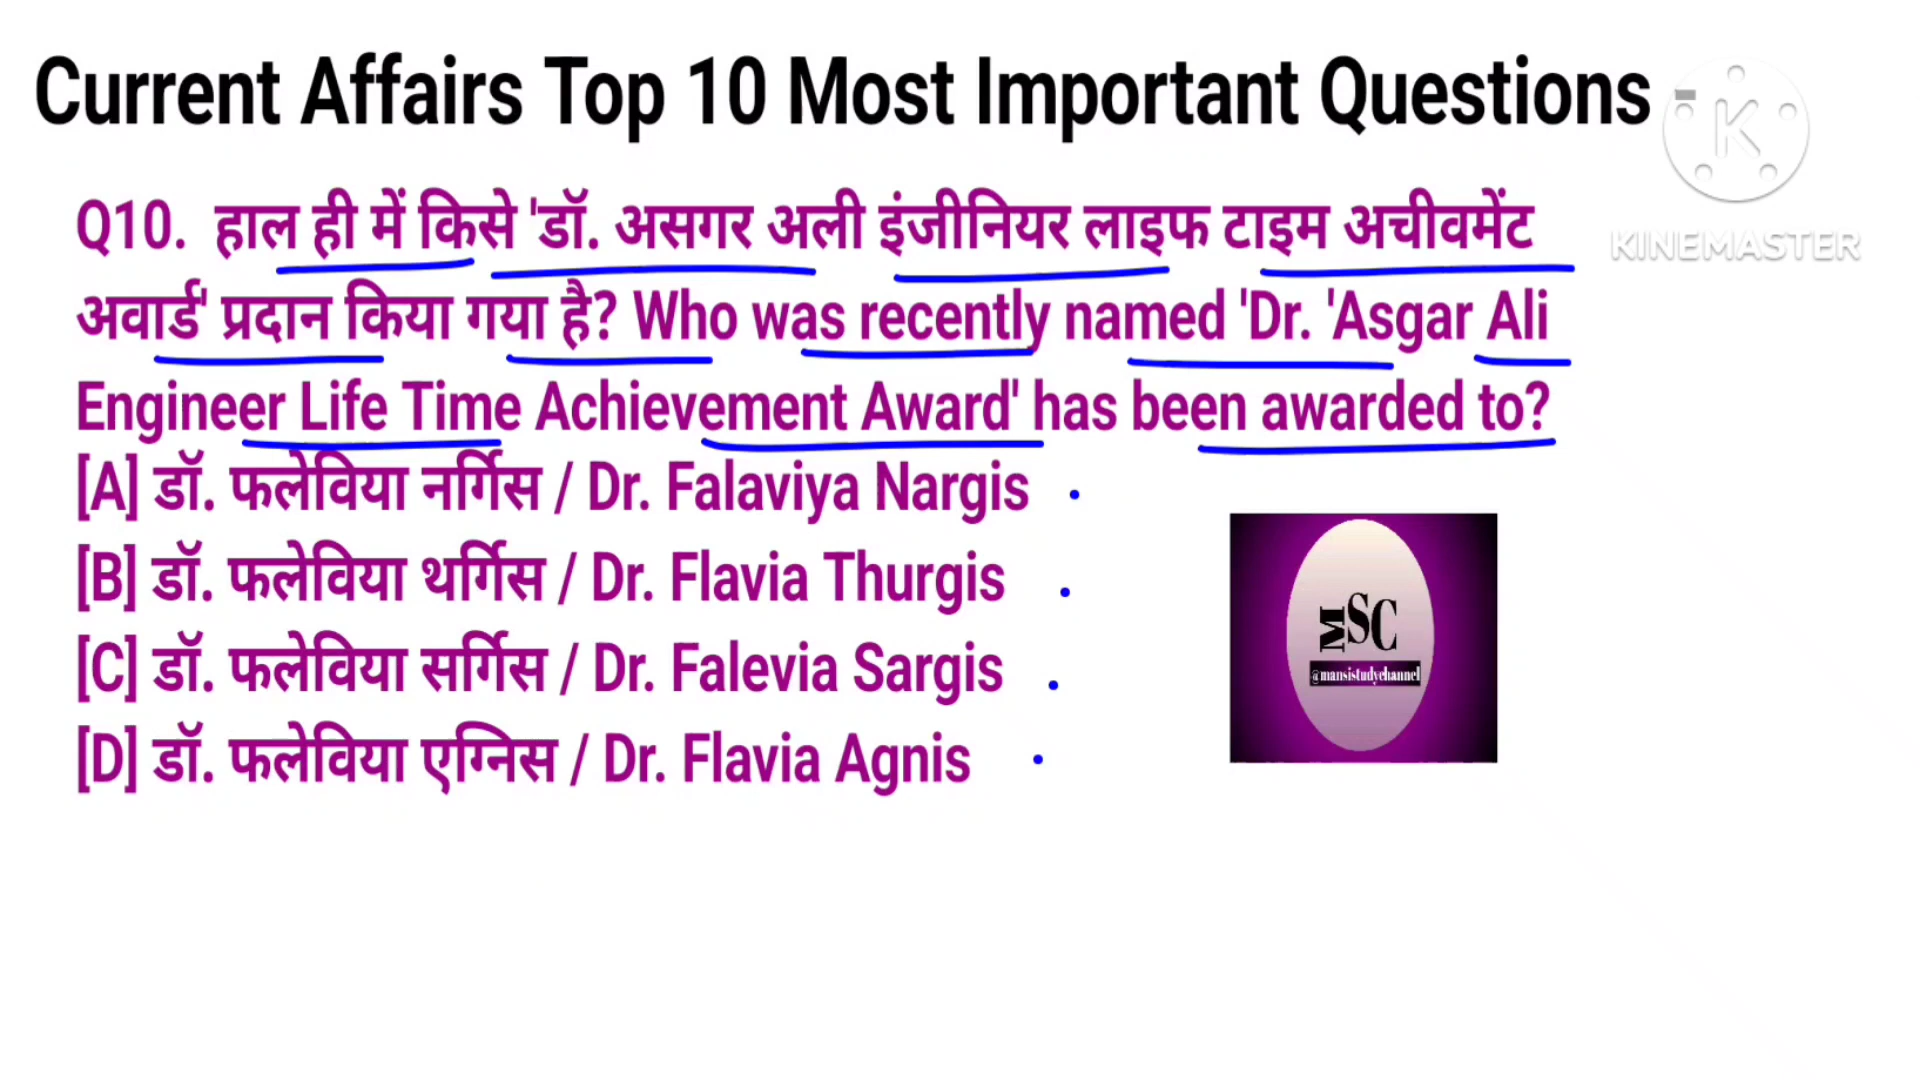 Current Affairs Top 10 Most Important Questions -
KINEMASTER
Q10. हाल ही में किसे 'डॉ. असगर अली इंजीनियर लाइफ टाइम अचीवमेंट
अवार्ड' प्रदान किया गया है? Who was recently named 'Dr. 'Asgar Ali
Engineer Life Time Achievement Award' has been awarded to?
[A] डॉ. फलेविया नर्गिस / Dr. Falaviya Nargis
[B] डॉ. फलेविया थर्गिस / Dr. Flavia Thurgis
[C] डॉ. फलेविया सर्गिस / Dr. Falevia Sargis
[D] डॉ. फलेविया एग्निस / Dr. Flavia Agnis
MSC
@mansistudychannel